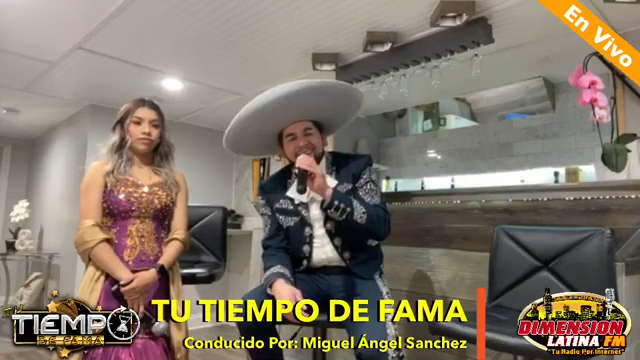 En Vivo
TU TIEMPO DE FAMA
Conducido Por: Miguel Ángel Sanchez
TU
TIEMPO
DE FAMA
DIMENSION
LATINA FM
"Tu Radio Por Internet"